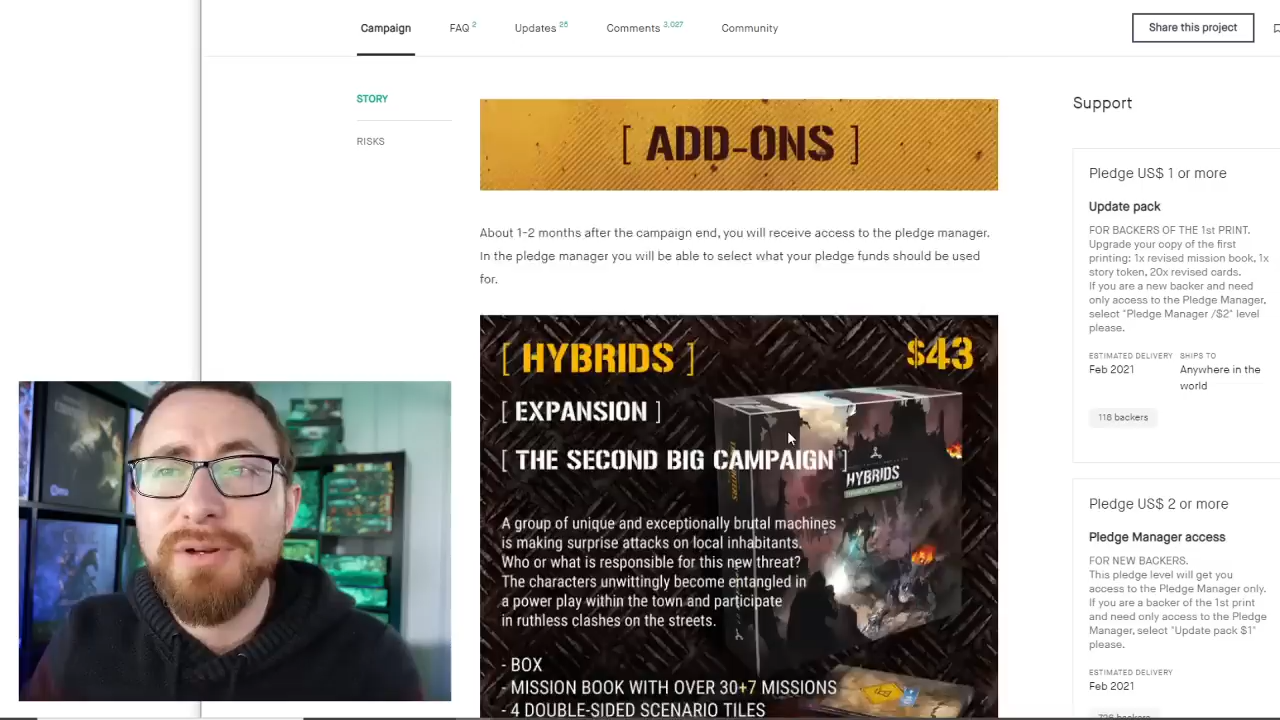 Campaign
FAQ 2
Updates 25
Comments 3,027
Community
Share this project
STORY
RISKS
[ ADD-ONS ]
About 1-2 months after the campaign end, you will receive access to the pledge manager.
In the pledge manager you will be able to select what your pledge funds should be used
for.
[ HYBRIDS ]
$43
[ EXPANSION ]
[ THE SECOND BIG CAMPAIGN ]
HYBRIDS
A group of unique and exceptionally brutal machines
is making surprise attacks on local inhabitants.
Who or what is responsible for this new threat?
The characters unwittingly become entangled in
a power play within the town and participate
in ruthless clashes on the streets.
- BOX
- MISSION BOOK WITH OVER 30+7 MISSIONS
- 4 DOUBLE-SIDED SCENARIO TILES
Support
Pledge US$ 1 or more
Update pack
FOR BACKERS OF THE 1st PRINT.
Upgrade your copy of the first
printing: 1x revised mission book, 1x
story token, 20x revised cards.
If you are a new backer and need
only access to the Pledge Manager,
select "Pledge Manager /$2" level
please.
ESTIMATED DELIVERY
Feb 2021
SHIPS TO
Anywhere in the
world
118 backers
Pledge US$ 2 or more
Pledge Manager access
FOR NEW BACKERS.
This pledge level will get you
access to the Pledge Manager only.
If you are a backer of the 1st print
and need only access to the Pledge
Manager, select "Update pack $1"
please.
ESTIMATED DELIVERY
Feb 2021